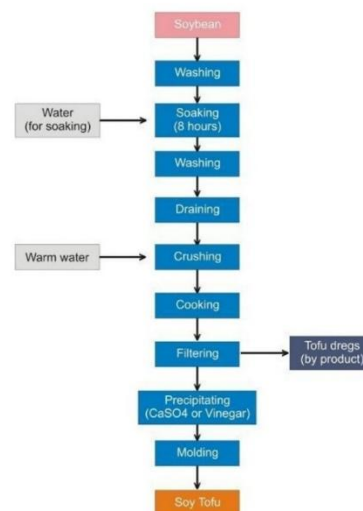 Soybean
Washing
Water
(for soaking)
Soaking
(8 hours)
Washing
Draining
Warm water
Crushing
Cooking
Filtering
Tofu dregs
(by product)
Precipitating
(CaSO4 or Vinegar)
Molding
Soy Tofu